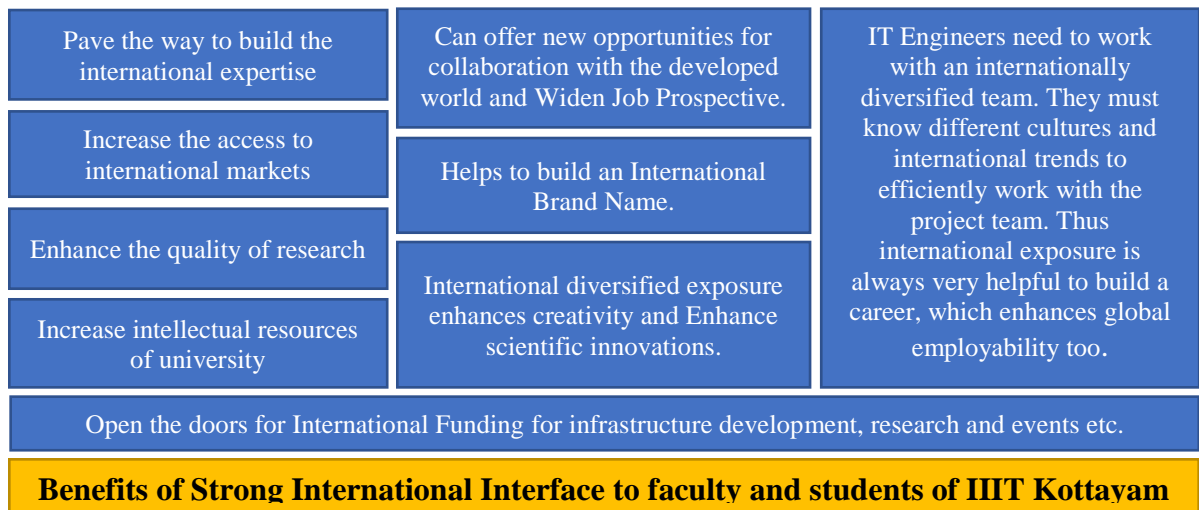 Pave the way to build the
international expertise
Increase the access to
international markets
Enhance the quality of research
Increase intellectual resources
of university
Can offer new opportunities for
collaboration with the developed
world and Widen Job Prospective.
Helps to build an International
Brand Name.
International diversified exposure
enhances creativity and Enhance
scientific innovations.
IT Engineers need to work
with an internationally
diversified team. They must
know different cultures and
international trends to
efficiently work with the
project team. Thus
international exposure is
always very helpful to build a
career, which enhances global
employability too.
Open the doors for International Funding for infrastructure development, research and events etc.
Benefits of Strong International Interface to faculty and students of IIIT Kottayam